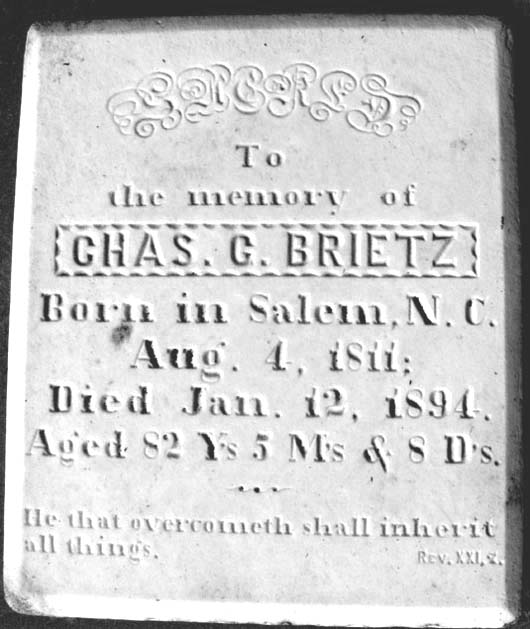 SACRED
To
the memory of
CHAS. G. BRIETZ
Born in Salem, N. C.
Aug. 4, 1811;
Died Jan. 12, 1894.
Aged 82 Ys 5 Ms & 8 D's.
He that overcometh shall inherit
all things.
Rev. XXI, 7.